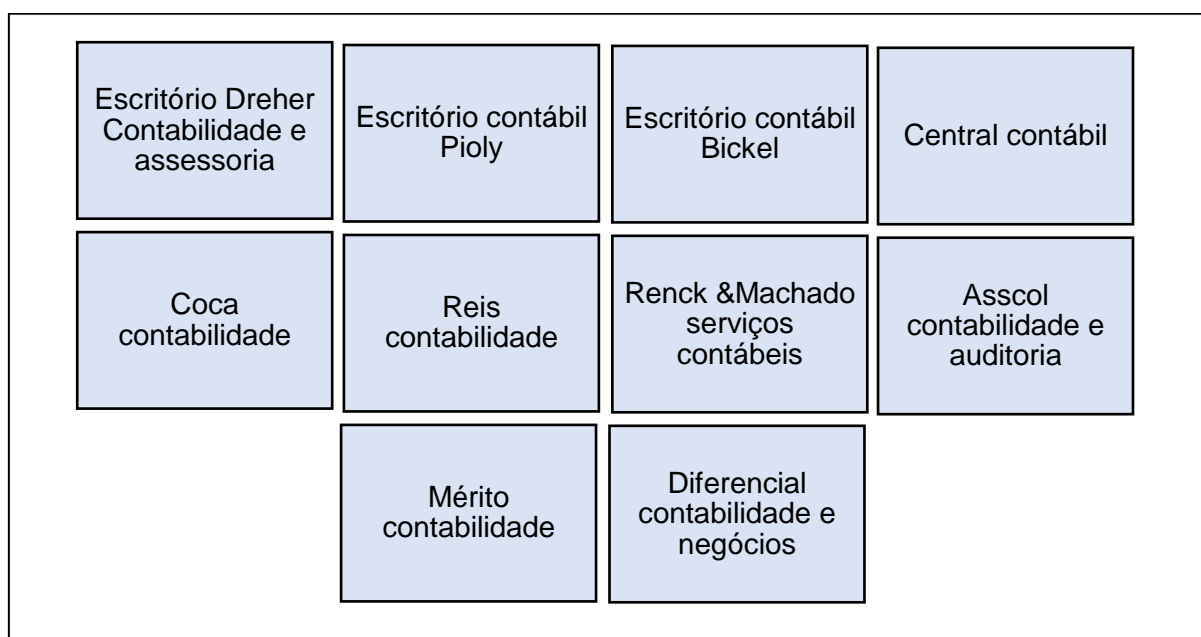 Escritório Dreher
Contabilidade e
assessoria
Escritório contábil
Pioly
Escritório contábil
Bickel
Central contábil
Coca
contabilidade
Reis
contabilidade
Renck &Machado
serviços
contábeis
Asscol
contabilidade e
auditoria
Mérito
contabilidade
Diferencial
contabilidade e
negócios